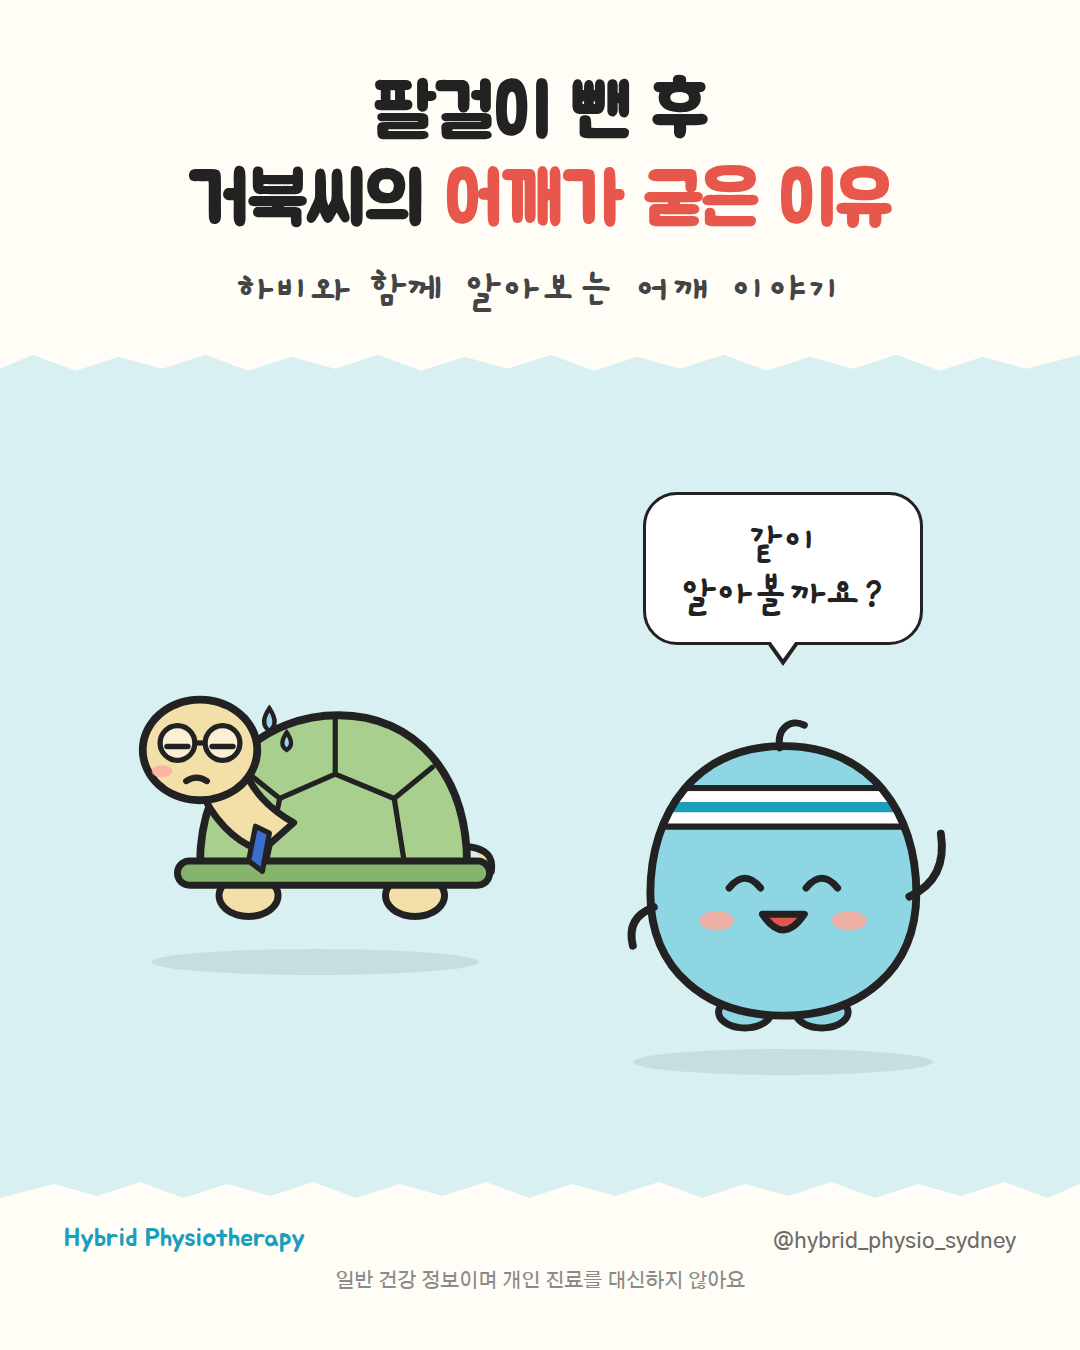 팔걸이 뺀 후
거북씨의 어깨가 굳은 이유
하비와 함께 알아보는 어깨 이야기
같이
알아볼까요?
Hybrid Physiotherapy
@hybrid_physio_sydney
일반 건강 정보이며 개인 진료를 대신하지 않아요